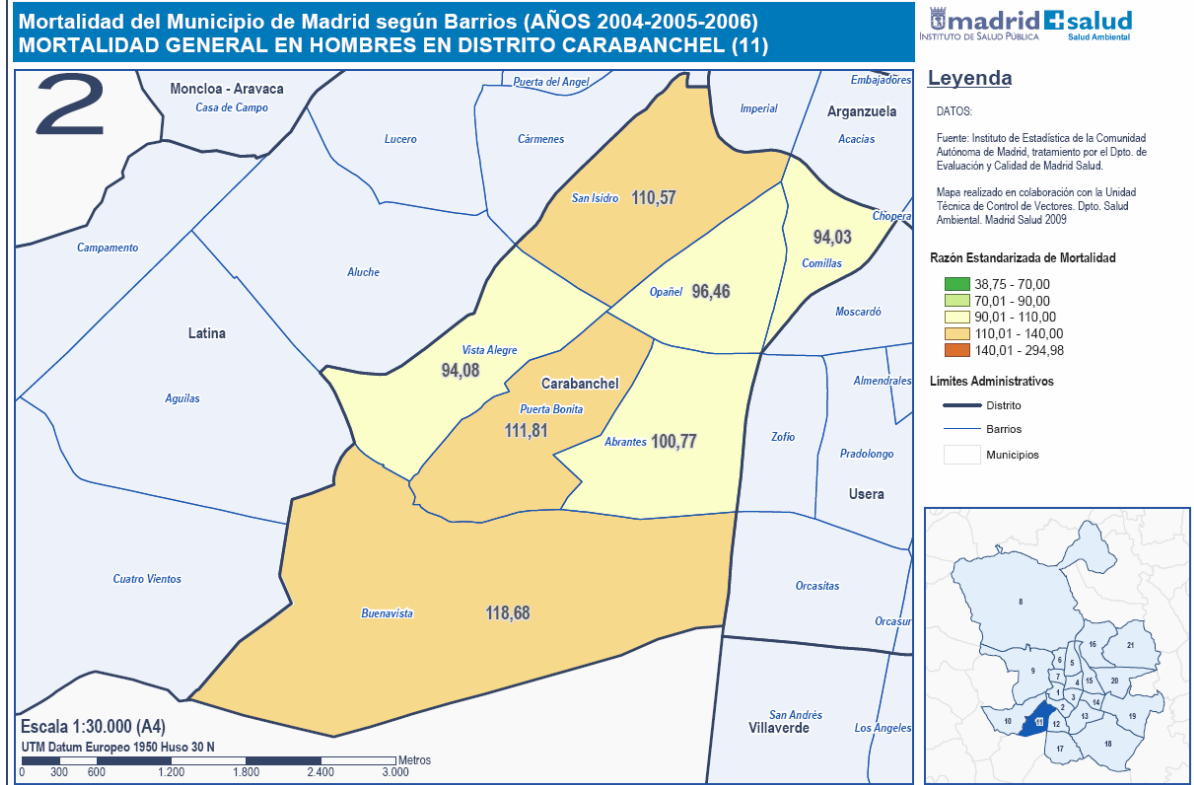 Mortalidad del Municipio de Madrid según Barrios (AÑOS 2004-2005-2006)
MORTALIDAD GENERAL EN HOMBRES EN DISTRITO CARABANCHEL (11)
madrid salud
INSTITUTO DE SALUD PÚBLICA
Salud Ambiental
2
Moncloa - Aravaca
Casa de Campo
Puerta del Angel
Embajadores
Lucero
Cármenes
Imperial
Arganzuela
Acacias
San Isidro 110,57
Chopera
94,03
Comillas
Campamento
Aluche
Opañel 96,46
Moscardó
Latina
Vista Alegre
94,08
Carabanchel
Almendrales
Aguilas
Puerta Bonita
111,81
Abrantes 100,77
Zofío
Pradolongo
Usera
Cuatro Vientos
Orcasitas
Buenavista 118,68
Orcasur
San Andrés
Villaverde
Los Angeles
Escala 1:30.000 (A4)
UTM Datum Europeo 1950 Huso 30 N
Metros
0 300 600 1.200 1.800 2.400 3.000
Leyenda
DATOS:
Fuente: Instituto de Estadística de la Comunidad
Autónoma de Madrid, tratamiento por el Dpto. de
Evaluación y Calidad de Madrid Salud.
Mapa realizado en colaboración con la Unidad
Técnica de Control de Vectores. Dpto. Salud
Ambiental. Madrid Salud 2009
Razón Estandarizada de Mortalidad
38,75 - 70,00
70,01 - 90,00
90,01 - 110,00
110,01 - 140,00
140,01 - 294,98
Límites Administrativos
Distrito
Barrios
Municipios
8
16
21
6
5
9
7
4
15
20
1
3
14
2
10
11
12
13
19
17
18